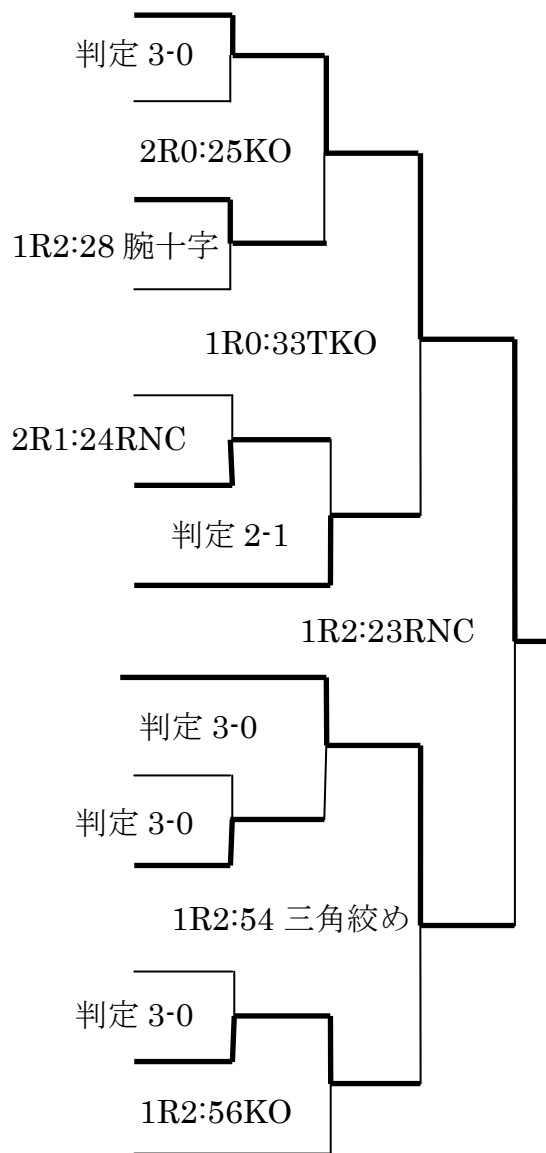 判定 3-0
2R0:25KO
1R2:28 腕十字
1R0:33TKO
2R1:24RNC
判定 2-1
1R2:23RNC
判定 3-0
判定 3-0
1R2:54 三角絞め
判定 3-0
1R2:56KO